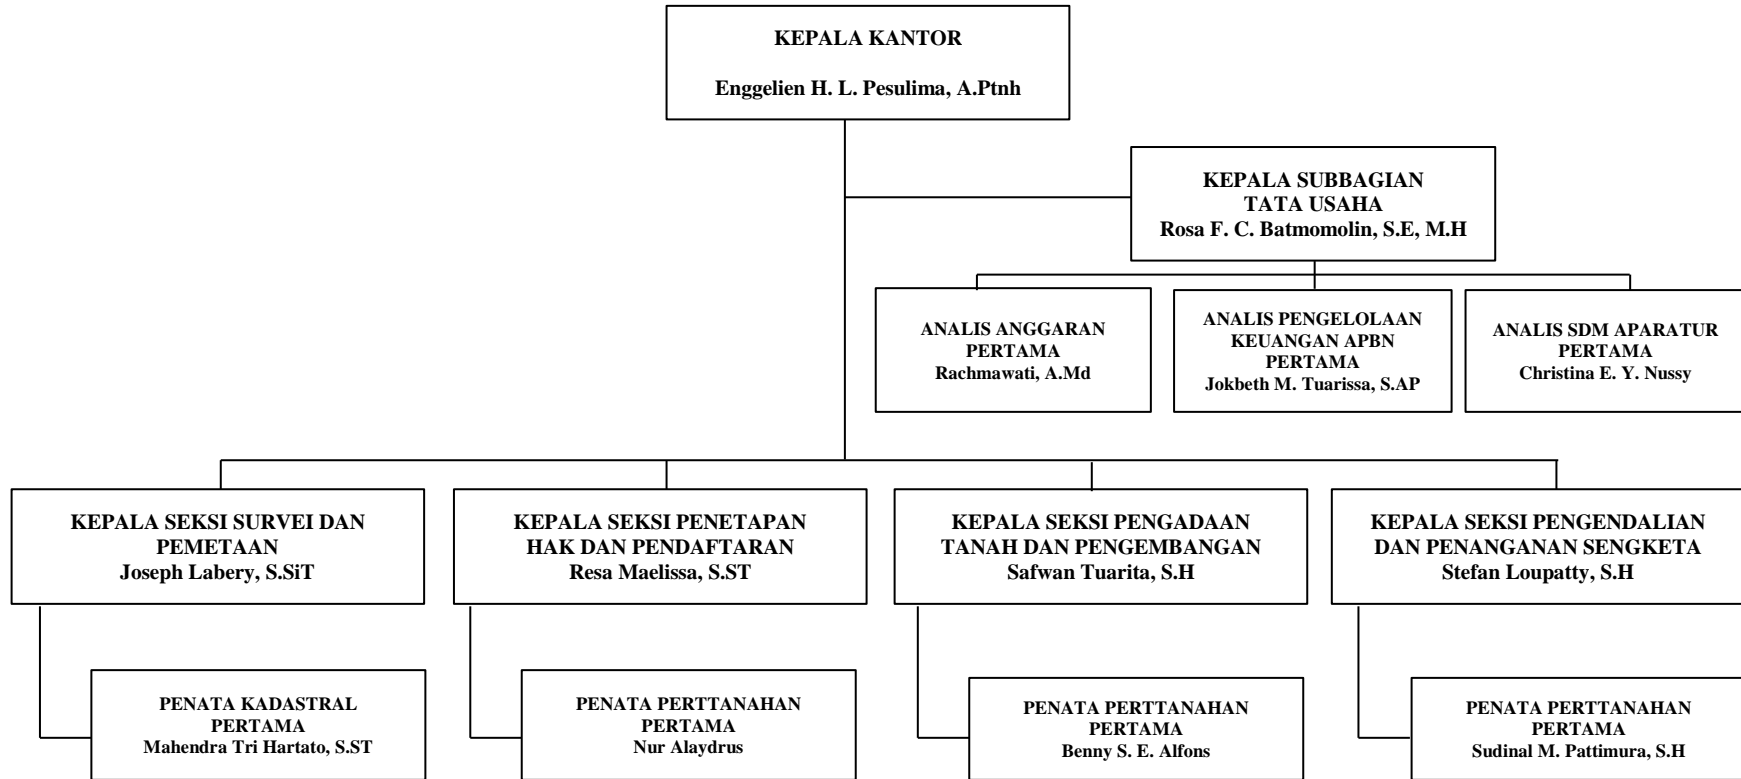 KEPALA KANTOR
Enggelien H. L. Pesulima, A.Ptnh
KEPALA SUBBAGIAN
TATA USAHA
Rosa F. C. Batmomolin, S.E, M.H
ANALIS ANGGARAN
PERTAMA
Rachmawati, A.Md
ANALIS PENGELOLAAN
KEUANGAN APBN
PERTAMA
Jokbeth M. Tuarissa, S.AP
ANALIS SDM APARATUR
PERTAMA
Christina E. Y. Nussy
KEPALA SEKSI SURVEI DAN
PEMETAAN
Joseph Labery, S.SiT
KEPALA SEKSI PENETAPAN
HAK DAN PENDAFTARAN
Resa Maelissa, S.ST
KEPALA SEKSI PENGADAAN
TANAH DAN PENGEMBANGAN
Safwan Tuarita, S.H
KEPALA SEKSI PENGENDALIAN
DAN PENANGANAN SENGKETA
Stefan Loupatty, S.H
PENATA KADASTRAL
PERTAMA
Mahendra Tri Hartato, S.ST
PENATA PERTTANAHAN
PERTAMA
Nur Alaydrus
PENATA PERTTANAHAN
PERTAMA
Benny S. E. Alfons
PENATA PERTTANAHAN
PERTAMA
Sudinal M. Pattimura, S.H